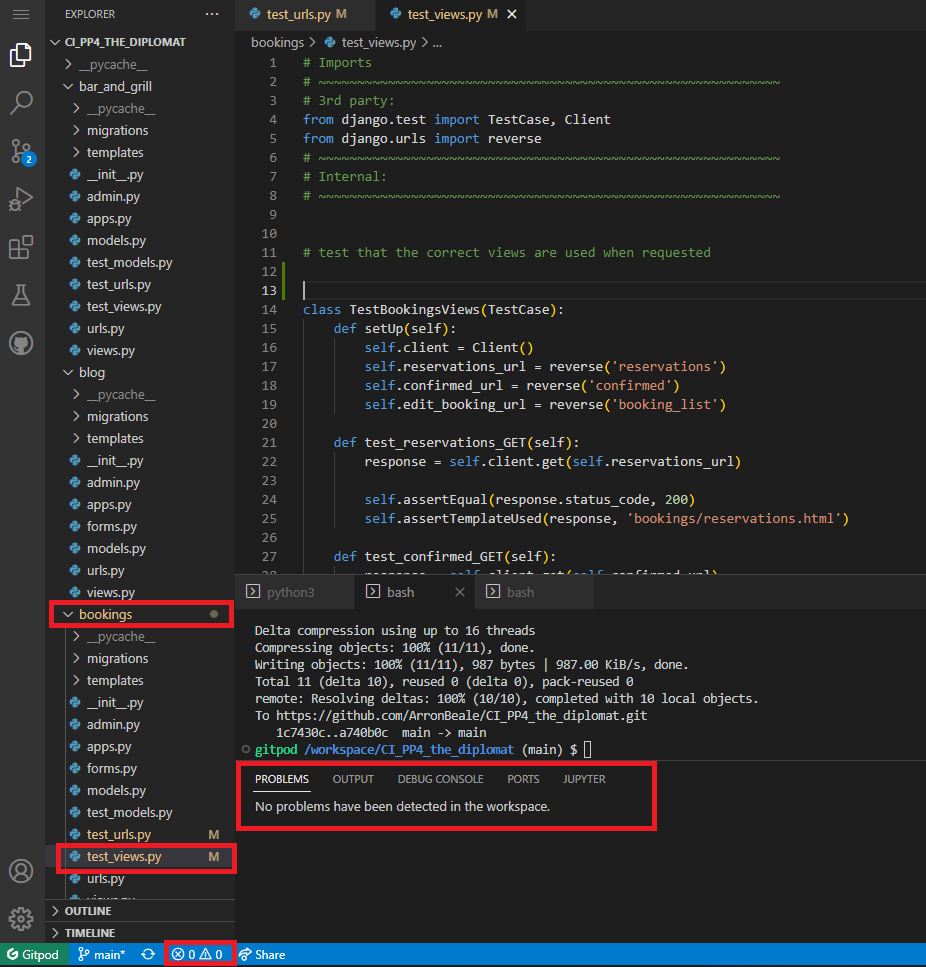 EXPLORER
CI_PP4_THE_DIPLOMAT
__pycache__
bar_and_grill
__pycache__
migrations
templates
__init__.py
admin.py
apps.py
models.py
test_models.py
test_urls.py
test_views.py
urls.py
views.py
blog
__pycache__
migrations
templates
__init__.py
admin.py
apps.py
forms.py
models.py
urls.py
views.py
bookings
__pycache__
migrations
templates
__init__.py
admin.py
apps.py
forms.py
models.py
test_models.py
test_urls.py M
test_views.py M
urls.py
views.py
OUTLINE
TIMELINE
2
test_urls.py M
test_views.py M
bookings > test_views.py > ...
1 # Imports
2 # ~~~~~~~~~~~~~~~~~~~~~~~~~~~~~~~~~~~~~~~~~~~~~~~~~~~~~~~~~~~~
3 # 3rd party:
4 from django.test import TestCase, Client
5 from django.urls import reverse
6 # ~~~~~~~~~~~~~~~~~~~~~~~~~~~~~~~~~~~~~~~~~~~~~~~~~~~~~~~~~~~~
7 # Internal:
8 # ~~~~~~~~~~~~~~~~~~~~~~~~~~~~~~~~~~~~~~~~~~~~~~~~~~~~~~~~~~~~
9
10
11 # test that the correct views are used when requested
12
13
14 class TestBookingsViews(TestCase):
15 def setUp(self):
16 self.client = Client()
17 self.reservations_url = reverse('reservations')
18 self.confirmed_url = reverse('confirmed')
19 self.edit_booking_url = reverse('booking_list')
20
21 def test_reservations_GET(self):
22 response = self.client.get(self.reservations_url)
23
24 self.assertEqual(response.status_code, 200)
25 self.assertTemplateUsed(response, 'bookings/reservations.html')
26
27 def test_confirmed_GET(self):
28 response = self.client.get(self.confirmed_url)
python3
bash
bash
Delta compression using up to 16 threads
Compressing objects: 100% (11/11), done.
Writing objects: 100% (11/11), 987 bytes | 987.00 KiB/s, done.
Total 11 (delta 10), reused 0 (delta 0), pack-reused 0
remote: Resolving deltas: 100% (10/10), completed with 10 local objects.
To https://github.com/ArronBeale/CI_PP4_the_diplomat.git
1c7430c..a740b0c main -> main
gitpod /workspace/CI_PP4_the_diplomat (main) $
PROBLEMS OUTPUT DEBUG CONSOLE PORTS JUPYTER
No problems have been detected in the workspace.
Gitpod main* 0 0 Share